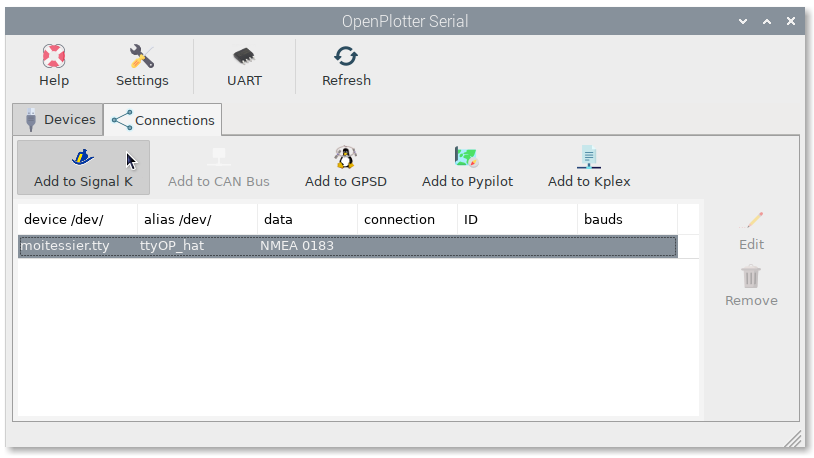 OpenPlotter Serial
Help Settings UART Refresh
Devices Connections
Add to Signal K Add to CAN Bus Add to GPSD Add to Pypilot Add to Kplex
device /dev/ alias /dev/ data connection ID bauds
moitessier.tty ttyOP_hat NMEA 0183
Edit
Remove